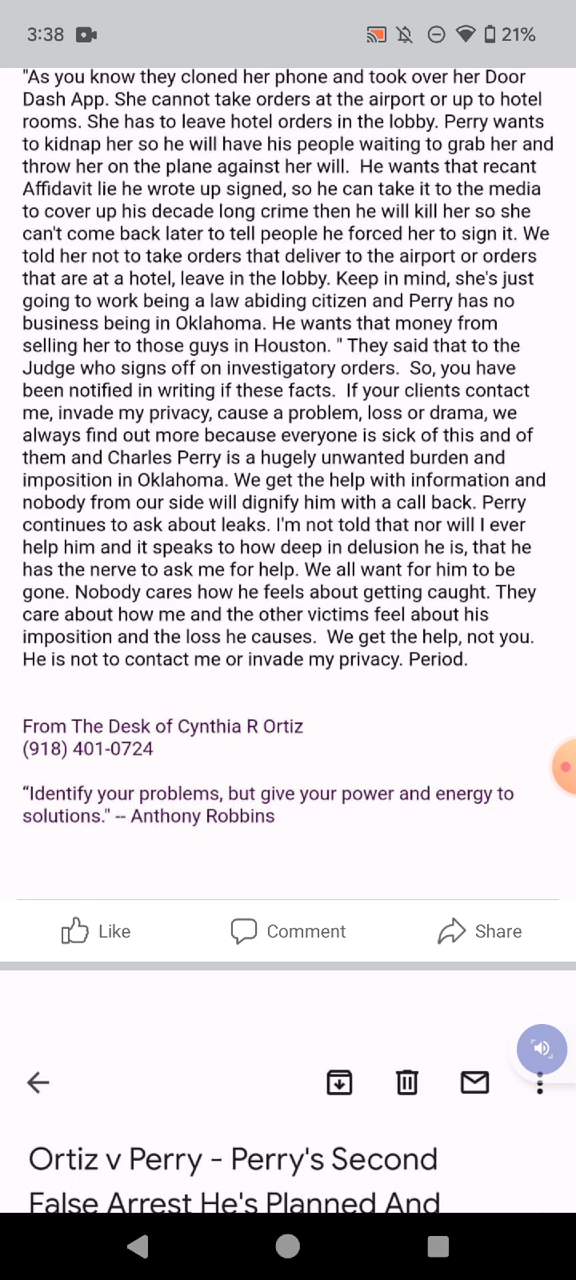 3:38
21%
"As you know they cloned her phone and took over her Door
Dash App. She cannot take orders at the airport or up to hotel
rooms. She has to leave hotel orders in the lobby. Perry wants
to kidnap her so he will have his people waiting to grab her and
throw her on the plane against her will.  He wants that recant
Affidavit lie he wrote up signed, so he can take it to the media
to cover up his decade long crime then he will kill her so she
can't come back later to tell people he forced her to sign it. We
told her not to take orders that deliver to the airport or orders
that are at a hotel, leave in the lobby. Keep in mind, she's just
going to work being a law abiding citizen and Perry has no
business being in Oklahoma. He wants that money from
selling her to those guys in Houston. " They said that to the
Judge who signs off on investigatory orders.  So, you have
been notified in writing if these facts.  If your clients contact
me, invade my privacy, cause a problem, loss or drama, we
always find out more because everyone is sick of this and of
them and Charles Perry is a hugely unwanted burden and
imposition in Oklahoma. We get the help with information and
nobody from our side will dignify him with a call back. Perry
continues to ask about leaks. I'm not told that nor will I ever
help him and it speaks to how deep in delusion he is, that he
has the nerve to ask me for help. We all want for him to be
gone. Nobody cares how he feels about getting caught. They
care about how me and the other victims feel about his
imposition and the loss he causes.  We get the help, not you.
He is not to contact me or invade my privacy. Period.
From The Desk of Cynthia R Ortiz
(918) 401-0724
“Identify your problems, but give your power and energy to
solutions." -- Anthony Robbins
Like
Comment
Share
Ortiz v Perry - Perry's Second
False Arrest He's Planned And